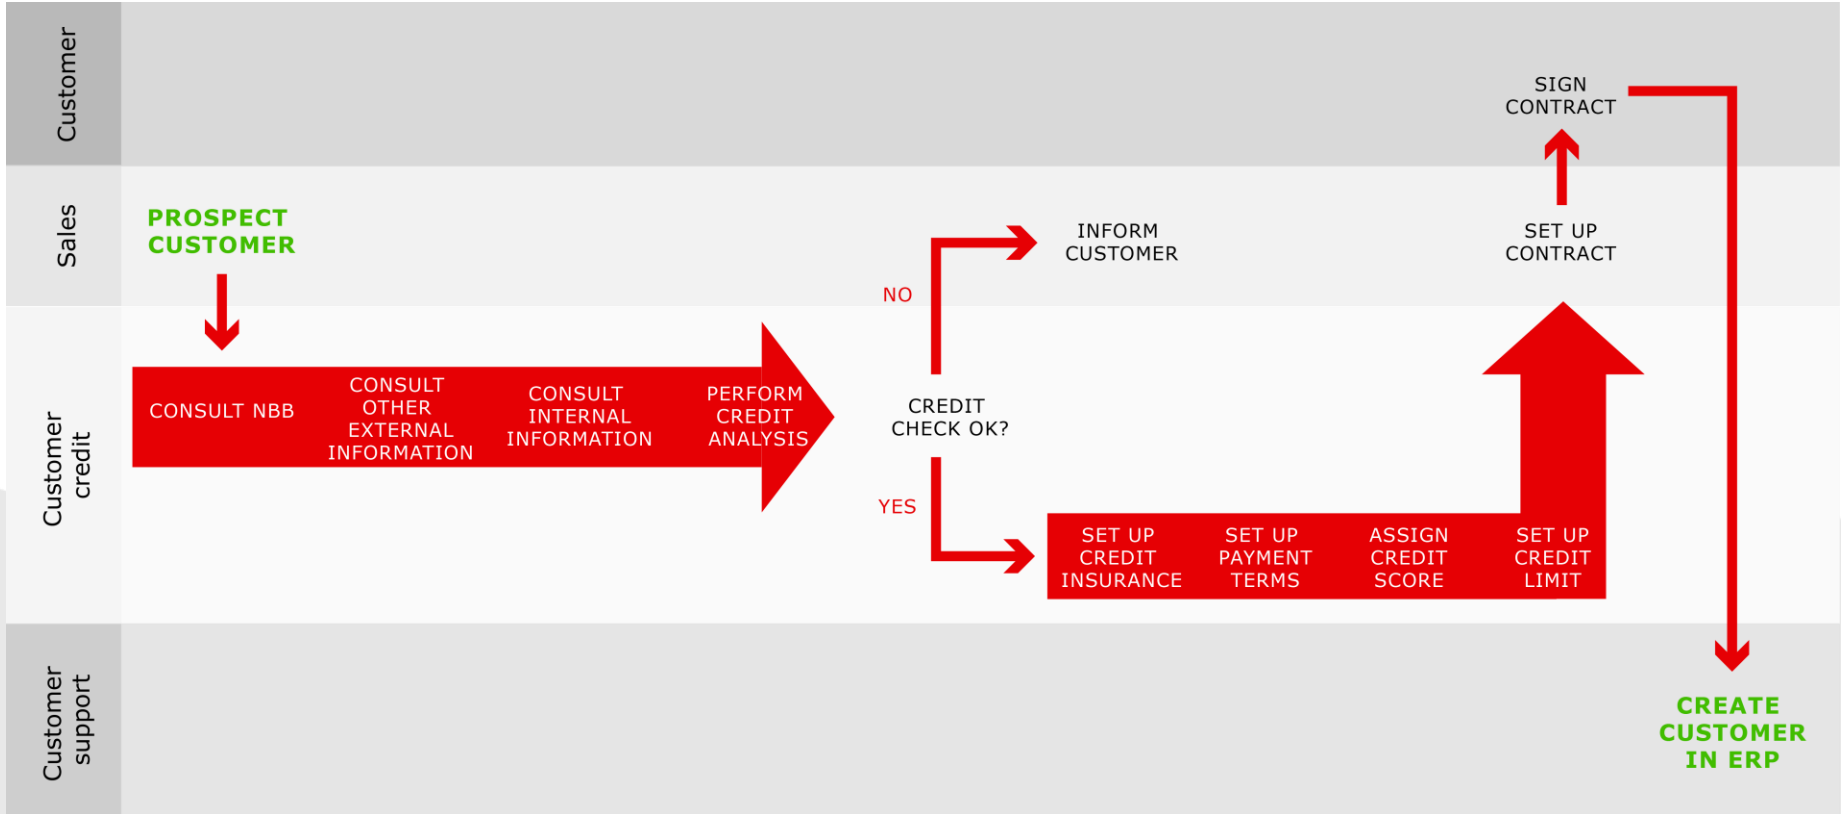 Customer
SIGN
CONTRACT
Sales
PROSPECT
CUSTOMER
INFORM
CUSTOMER
SET UP
CONTRACT
NO
Customer
credit
CONSULT NBB
CONSULT
OTHER
EXTERNAL
INFORMATION
CONSULT
INTERNAL
INFORMATION
PERFORM
CREDIT
ANALYSIS
CREDIT
CHECK OK?
YES
SET UP
CREDIT
INSURANCE
SET UP
PAYMENT
TERMS
ASSIGN
CREDIT
SCORE
SET UP
CREDIT
LIMIT
Customer
support
CREATE
CUSTOMER
IN ERP